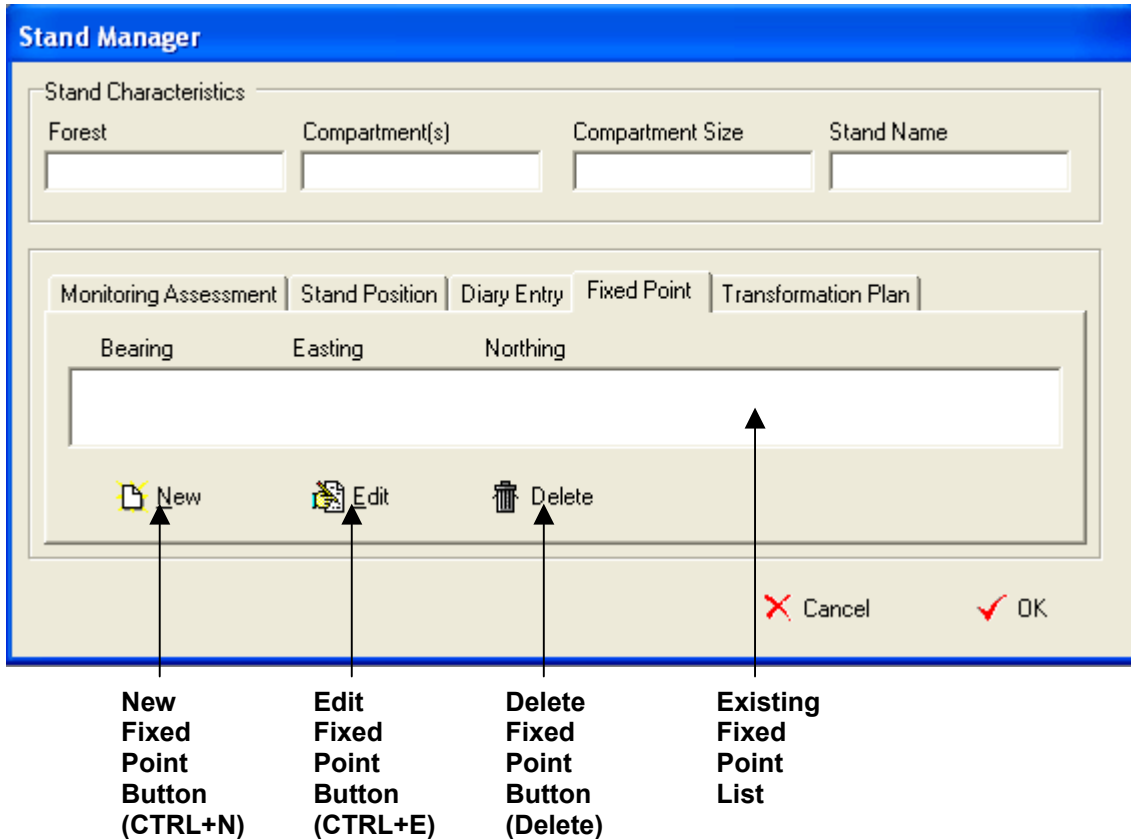 Stand Manager
Stand Characteristics
Forest Compartment(s) Compartment Size Stand Name
Monitoring Assessment Stand Position Diary Entry Fixed Point Transformation Plan
Bearing Easting Northing
New Edit Delete
Cancel OK
New Edit Delete Existing
Fixed Fixed Fixed Fixed
Point Point Point Point
Button Button Button List
(CTRL+N) (CTRL+E) (Delete)